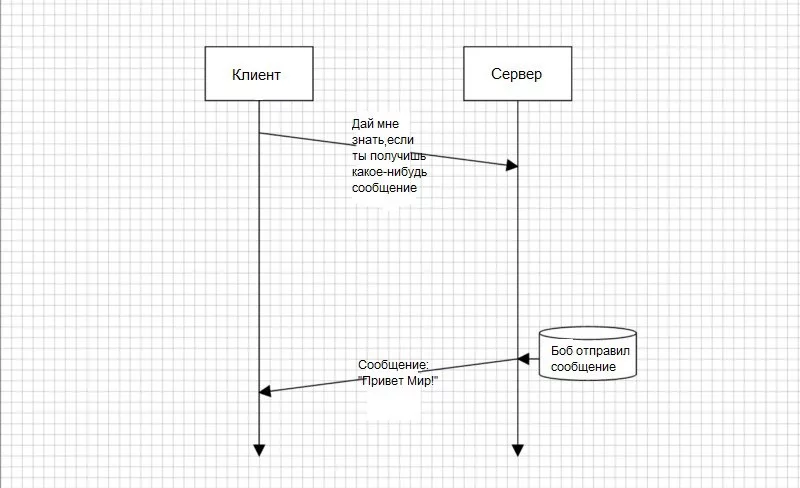 Клиент
Сервер
Дай мне
знать,если
ты получишь
какое-нибудь
сообщение
Боб отправил
сообщение
Сообщение:
"Привет Мир!"